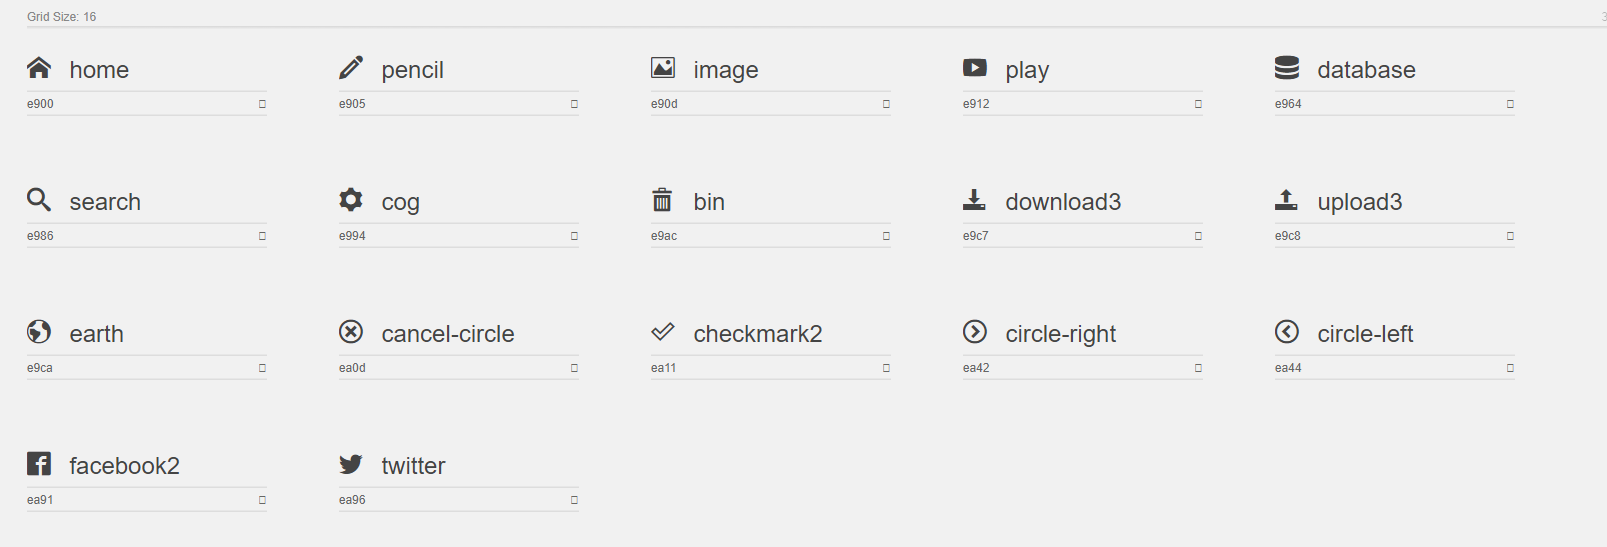 Grid Size: 16
home pencil image play database
e900 e905 e90d e912 e964
search cog bin download3 upload3
e986 e994 e9ac e9c7 e9c8
earth cancel-circle checkmark2 circle-right circle-left
e9ca ea0d ea11 ea42 ea44
facebook2 twitter
ea91 ea96